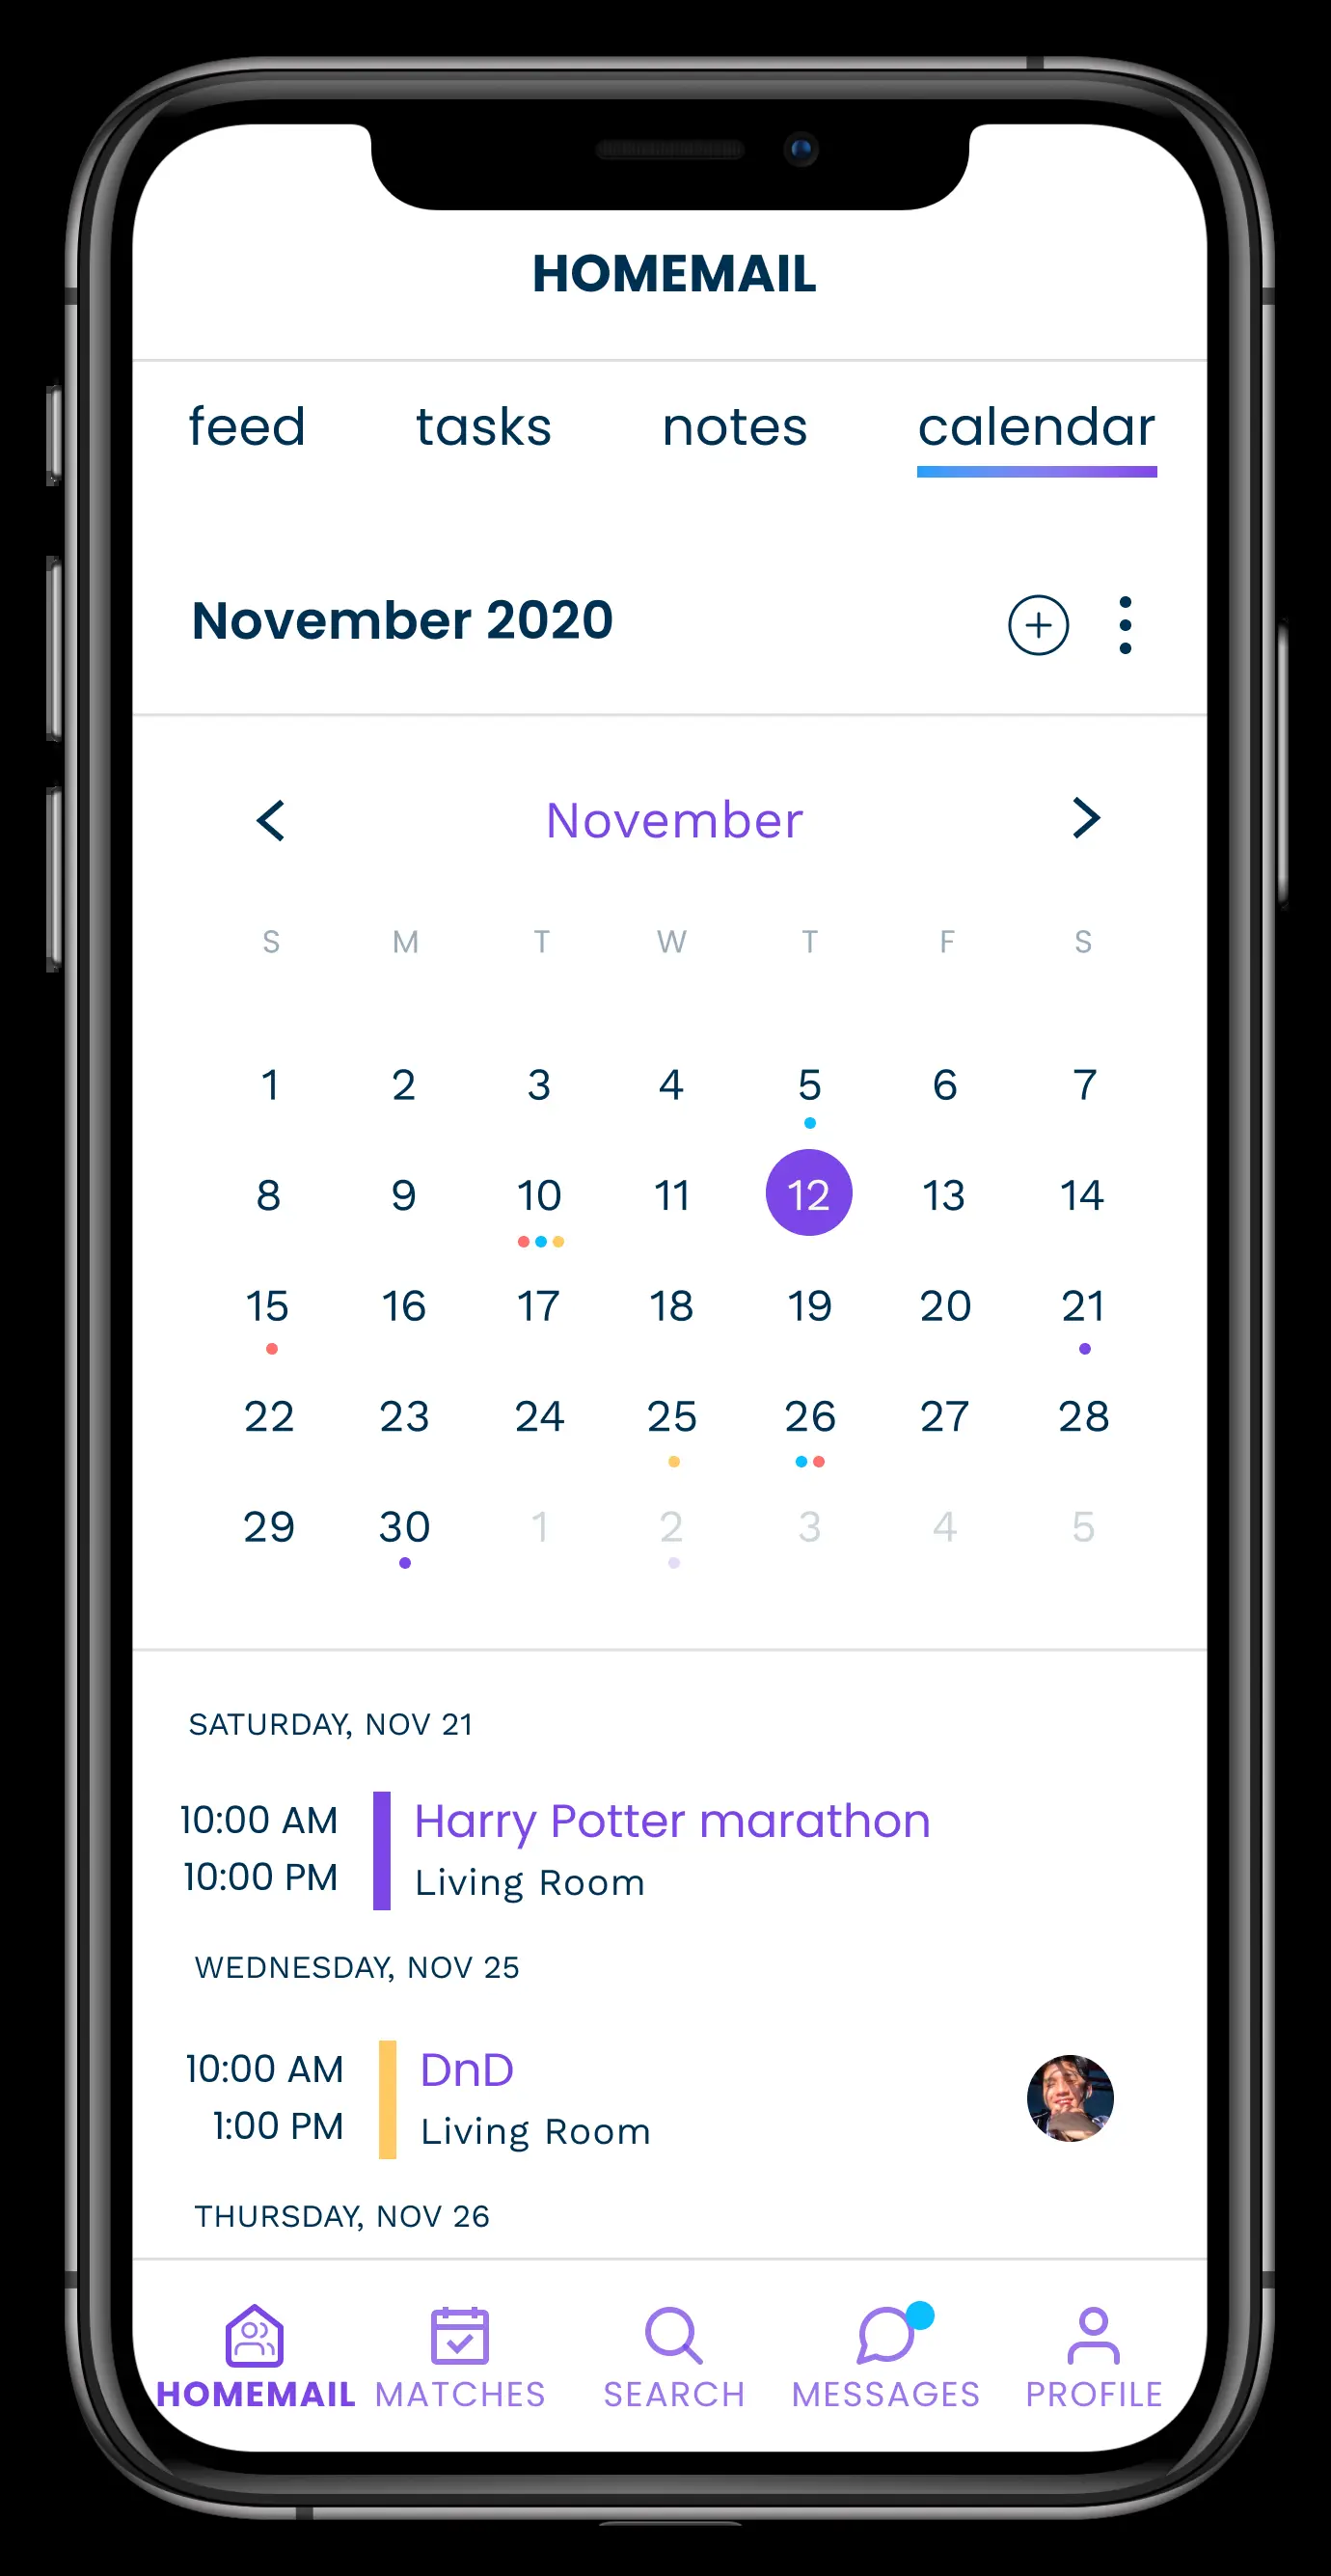 HOMEMAIL
feed tasks notes calendar
November 2020
November
S M T W T F S
1 2 3 4 5 6 7
8 9 10 11 12 13 14
15 16 17 18 19 20 21
22 23 24 25 26 27 28
29 30 1 2 3 4 5
SATURDAY, NOV 21
10:00 AM Harry Potter marathon
10:00 PM Living Room
WEDNESDAY, NOV 25
10:00 AM DnD
1:00 PM Living Room
THURSDAY, NOV 26
HOMEMAIL MATCHES SEARCH MESSAGES PROFILE